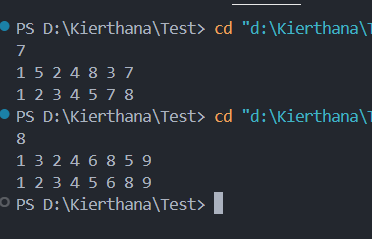 PS D:\Kierthana\Test> cd "d:\Kierthana\
7
1 5 2 4 8 3 7
1 2 3 4 5 7 8
PS D:\Kierthana\Test> cd "d:\Kierthana\
8
1 3 2 4 6 8 5 9
1 2 3 4 5 6 8 9
PS D:\Kierthana\Test>